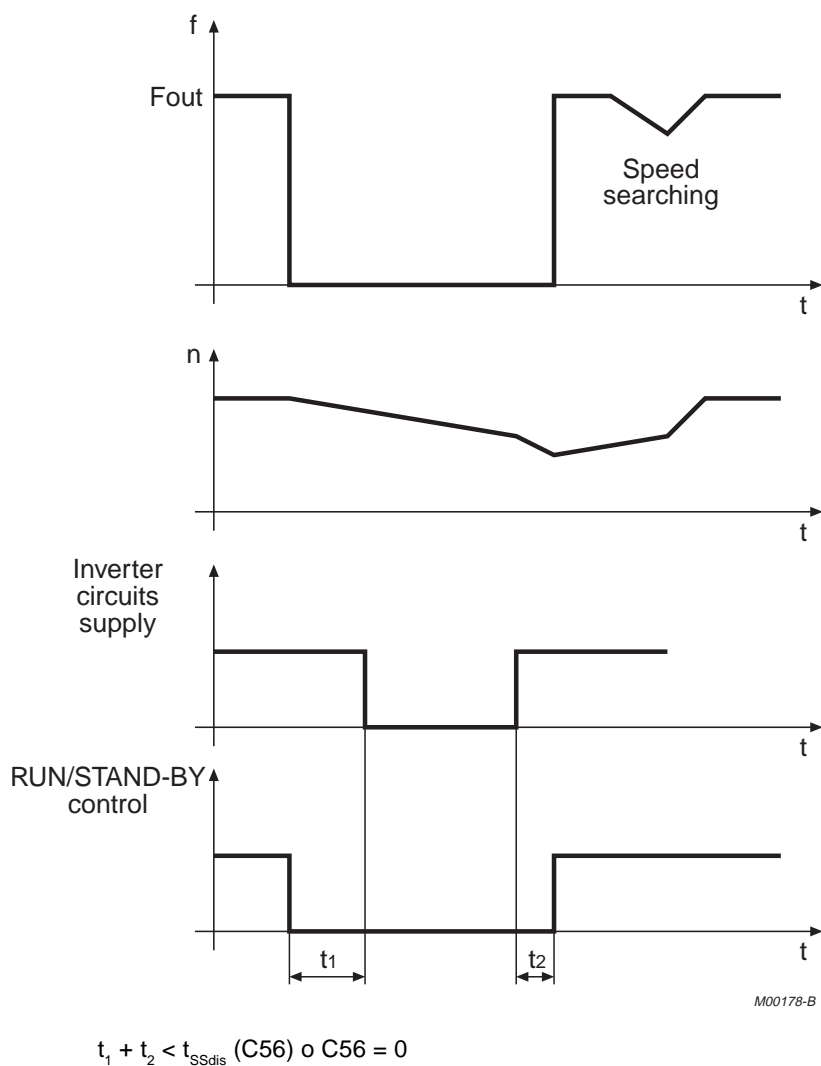 f
Fout
Speed
searching
t
n
t
Inverter
circuits
supply
t
RUN/STAND-BY
control
t
t1
t2
M00178-B
t1 + t2 < tSSdis (C56) o C56 = 0